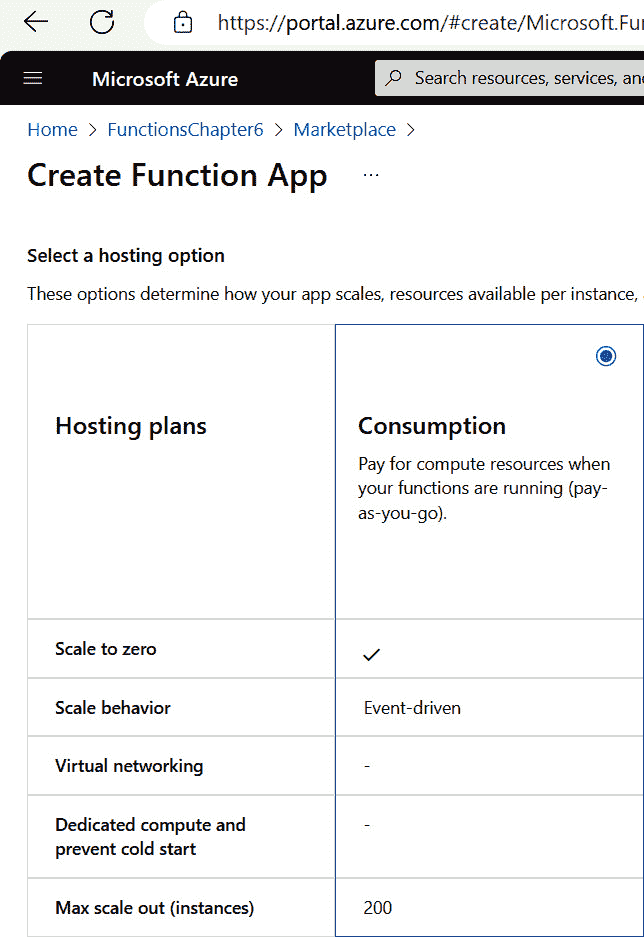 https://portal.azure.com/#create/Microsoft.Fu
Microsoft Azure
Search resources, services, an
Home > FunctionsChapter6 > Marketplace >
Create Function App ...
Select a hosting option
These options determine how your app scales, resources available per instance,
Hosting plans
Consumption
Pay for compute resources when
your functions are running (pay-
as-you-go).
Scale to zero ✓
Scale behavior Event-driven
Virtual networking -
Dedicated compute and
prevent cold start -
Max scale out (instances) 200